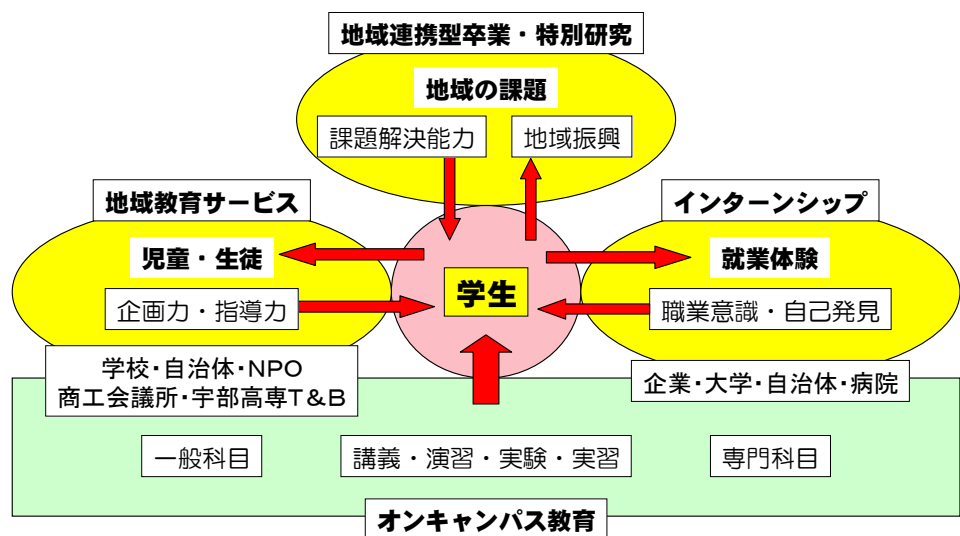 地域連携型卒業・特別研究
地域の課題
課題解決能力
地域振興
地域教育サービス
インターンシップ
児童・生徒
就業体験
学生
企画力・指導力
職業意識・自己発見
学校・自治体・NPO
商工会議所・宇部高専T&B
企業・大学・自治体・病院
一般科目
講義・演習・実験・実習
専門科目
オンキャンパス教育